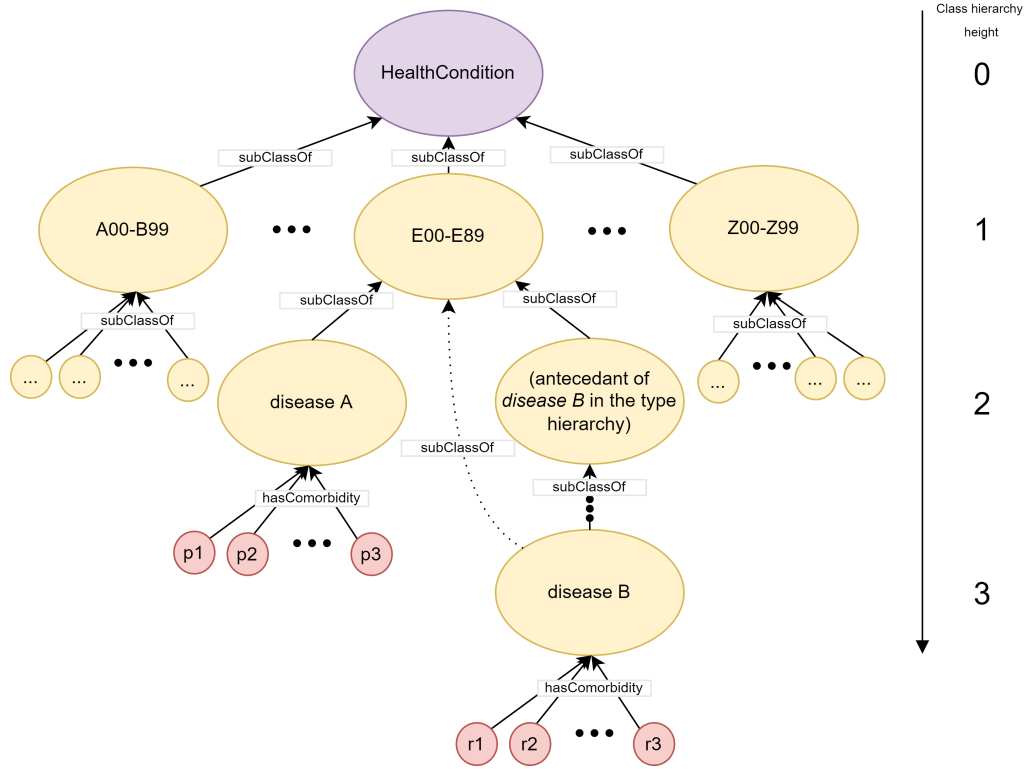 Class hierarchy
height
HealthCondition
0
subClassOf
subClassOf
subClassOf
A00-B99
E00-E89
Z00-Z99
1
subClassOf
subClassOf
subClassOf
subClassOf
...
...
...
...
...
...
disease A
(antecedant of
disease B in the type
hierarchy)
2
subClassOf
subClassOf
hasComorbidity
p1
p2
p3
disease B
3
hasComorbidity
r1
r2
r3